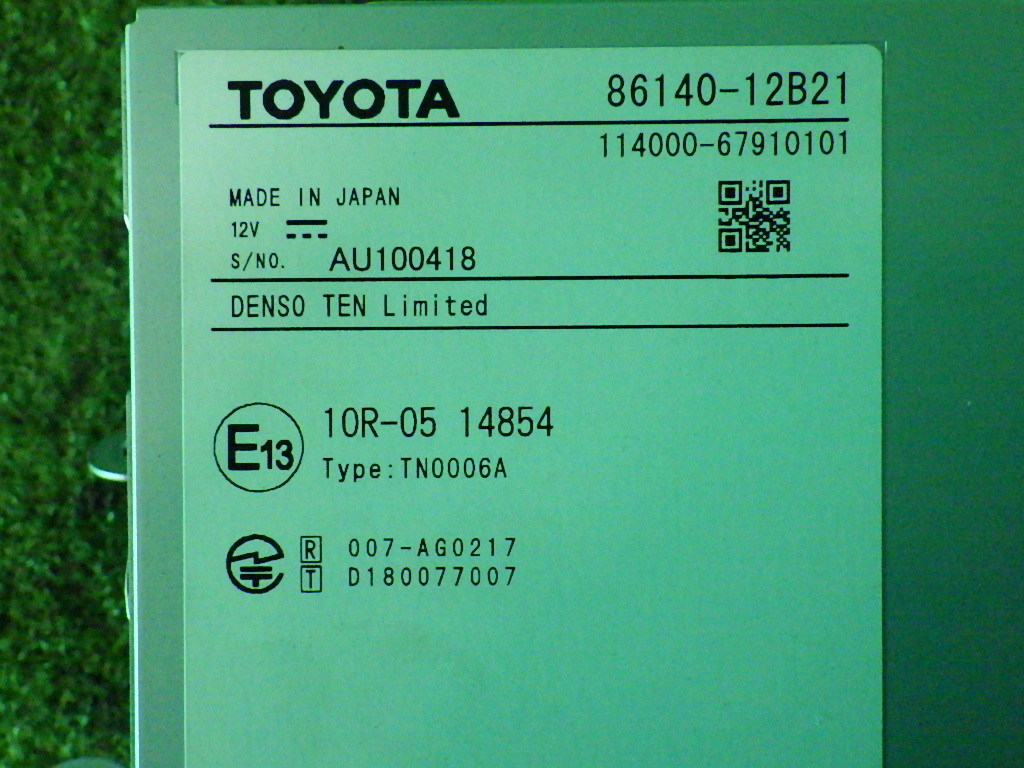 TOYOTA 86140-12B21
114000-67910101
MADE IN JAPAN
12V
S/NO. AU100418
DENSO TEN Limited
E13 10R-05 14854
Type:TN0006A
R 007-AG0217
T D180077007